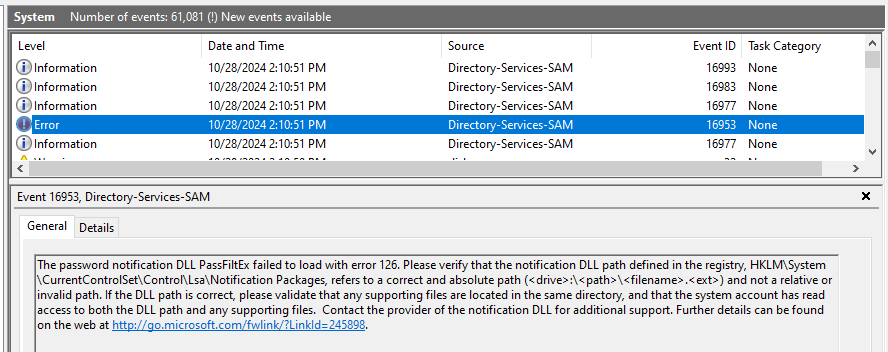 System Number of events: 61,081 (!) New events available
Level Date and Time Source Event ID Task Category
Information 10/28/2024 2:10:51 PM Directory-Services-SAM 16993 None
Information 10/28/2024 2:10:51 PM Directory-Services-SAM 16983 None
Information 10/28/2024 2:10:51 PM Directory-Services-SAM 16977 None
Error 10/28/2024 2:10:51 PM Directory-Services-SAM 16953 None
Information 10/28/2024 2:10:51 PM Directory-Services-SAM 16977 None
Event 16953, Directory-Services-SAM
General Details
The password notification DLL PassFiltEx failed to load with error 126. Please verify that the notification DLL path defined in the registry, HKLM\System
\CurrentControlSet\Control\Lsa\Notification Packages, refers to a correct and absolute path (<drive>:\<path>\<filename>.<ext>) and not a relative or
invalid path. If the DLL path is correct, please validate that any supporting files are located in the same directory, and that the system account has read
access to both the DLL path and any supporting files.  Contact the provider of the notification DLL for additional support. Further details can be found
on the web at http://go.microsoft.com/fwlink/?LinkId=245898.